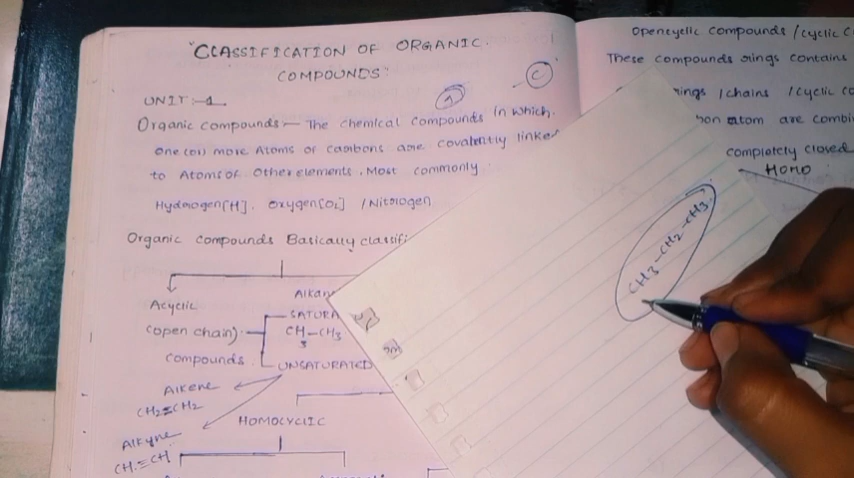 "CLASSIFICATION OF ORGANIC
COMPOUNDS"
UNIT:-1
C
Organic compounds — The chemical compounds in which
one (or) more Atoms of carbons are covalently linked
to Atoms of other elements. Most commonly
Hydrogen[H]. Oxygen[O2] / Nitrogen
Organic compounds Basically classifi
Acyclic
(open chain)
compounds
Alkan
SATURA
CH3-CH3
UNSATURATED
Alkene
CH2=CH2
Alkyne
CH≡CH
HOMOCYCLIC
Opencyclic compounds / cyclic C
These compounds rings contains
rings / chains / cyclic co
bon atom are combi
completely closed
HOMO
CH3-CH2-CH3